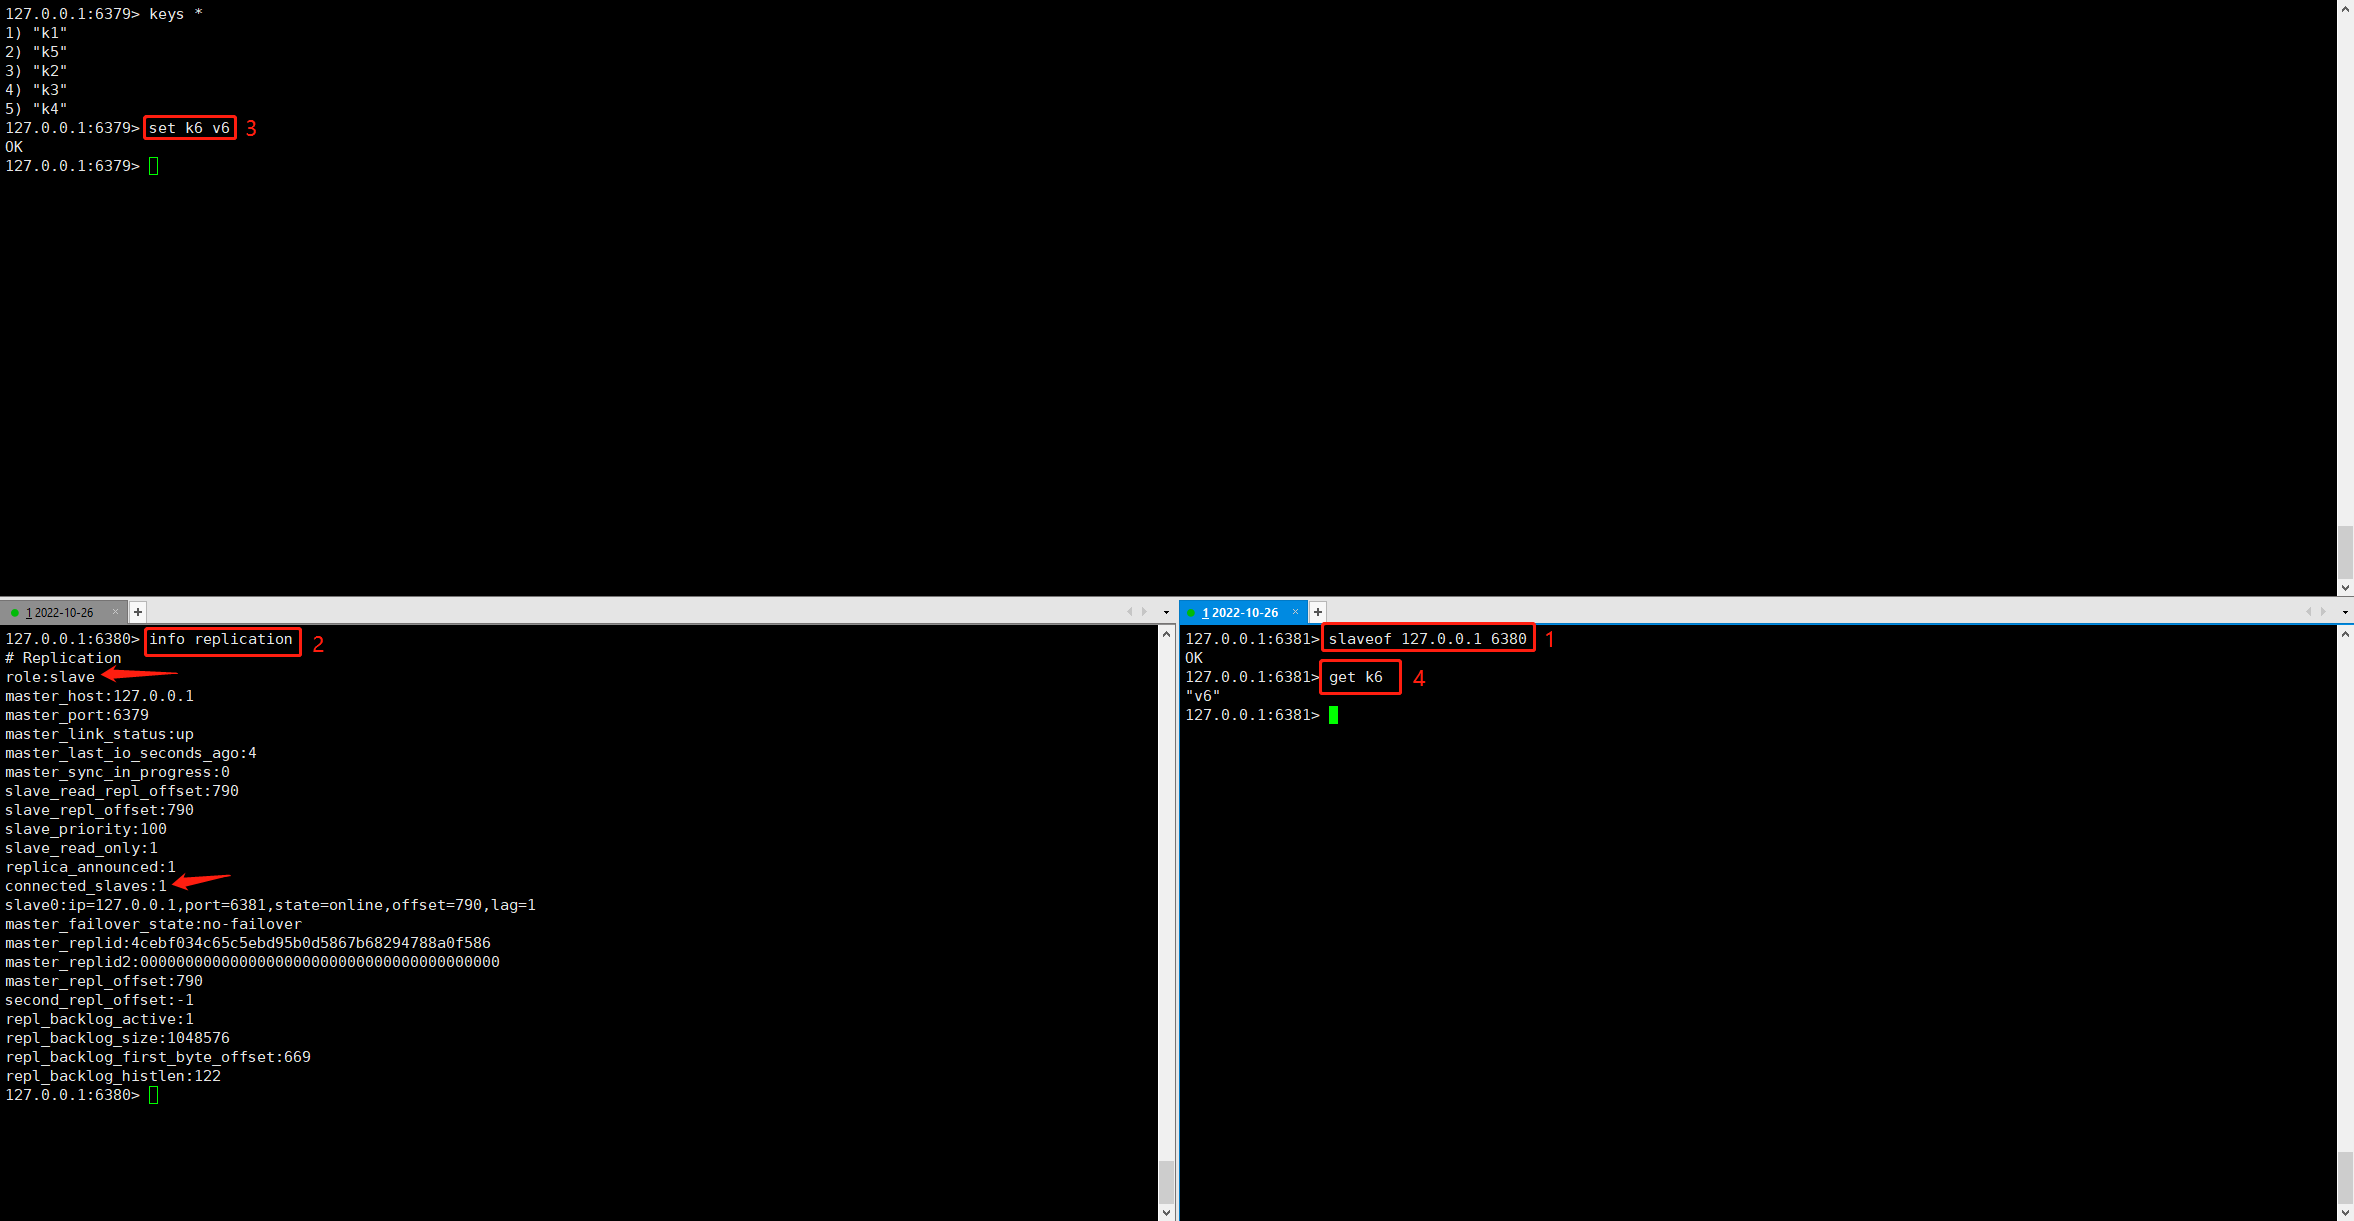 127.0.0.1:6379> keys *
1) "k1"
2) "k5"
3) "k2"
4) "k3"
5) "k4"
127.0.0.1:6379> set k6 v6 3
OK
127.0.0.1:6379>
1 2022-10-26 × +
127.0.0.1:6380> info replication 2
# Replication
role:slave
master_host:127.0.0.1
master_port:6379
master_link_status:up
master_last_io_seconds_ago:4
master_sync_in_progress:0
slave_read_repl_offset:790
slave_repl_offset:790
slave_priority:100
slave_read_only:1
replica_announced:1
connected_slaves:1
slave0:ip=127.0.0.1,port=6381,state=online,offset=790,lag=1
master_failover_state:no-failover
master_replid:4cebf034c65c5ebd95b0d5867b68294788a0f586
master_replid2:0000000000000000000000000000000000000000
master_repl_offset:790
second_repl_offset:-1
repl_backlog_active:1
repl_backlog_size:1048576
repl_backlog_first_byte_offset:669
repl_backlog_histlen:122
127.0.0.1:6380>
1 2022-10-26 × +
127.0.0.1:6381> slaveof 127.0.0.1 6380 1
OK
127.0.0.1:6381> get k6 4
"v6"
127.0.0.1:6381>